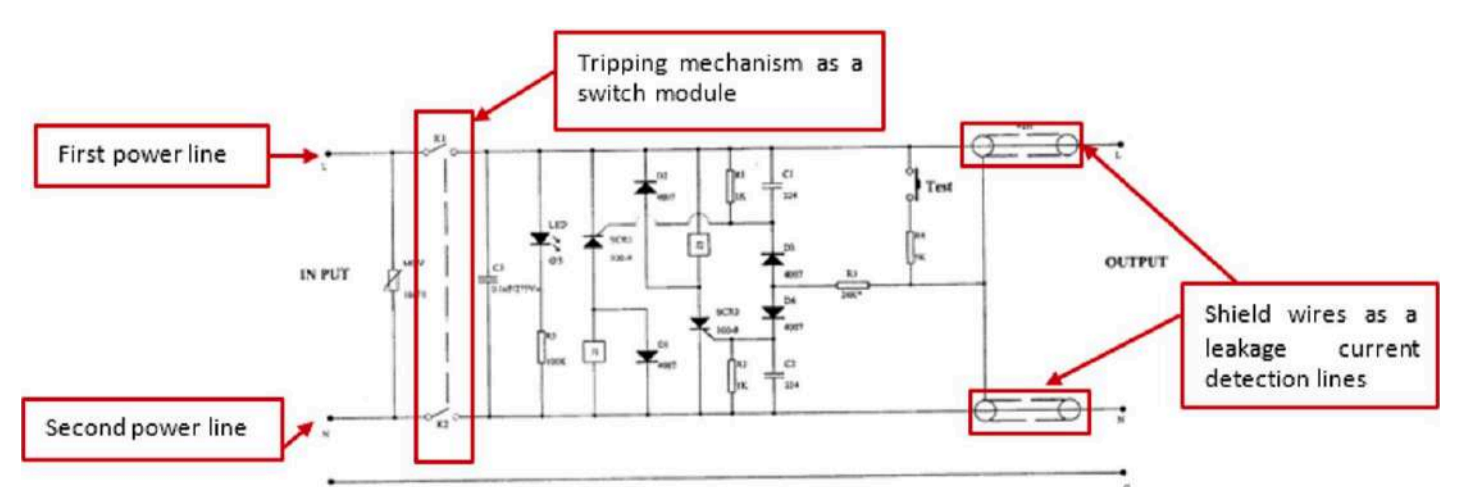 Tripping mechanism as a
switch module
First power line
K1
L
L
D2
4007
R1
1K
C1
224
Test
LED
SCR1
D3
4007
R4
IN PUT
C3
OUTPUT
R3
D4
4007
SCR2
Shield wires as a
leakage current
detection lines
R5
D1
4007
R2
1K
C2
224
Second power line
N
K2
N